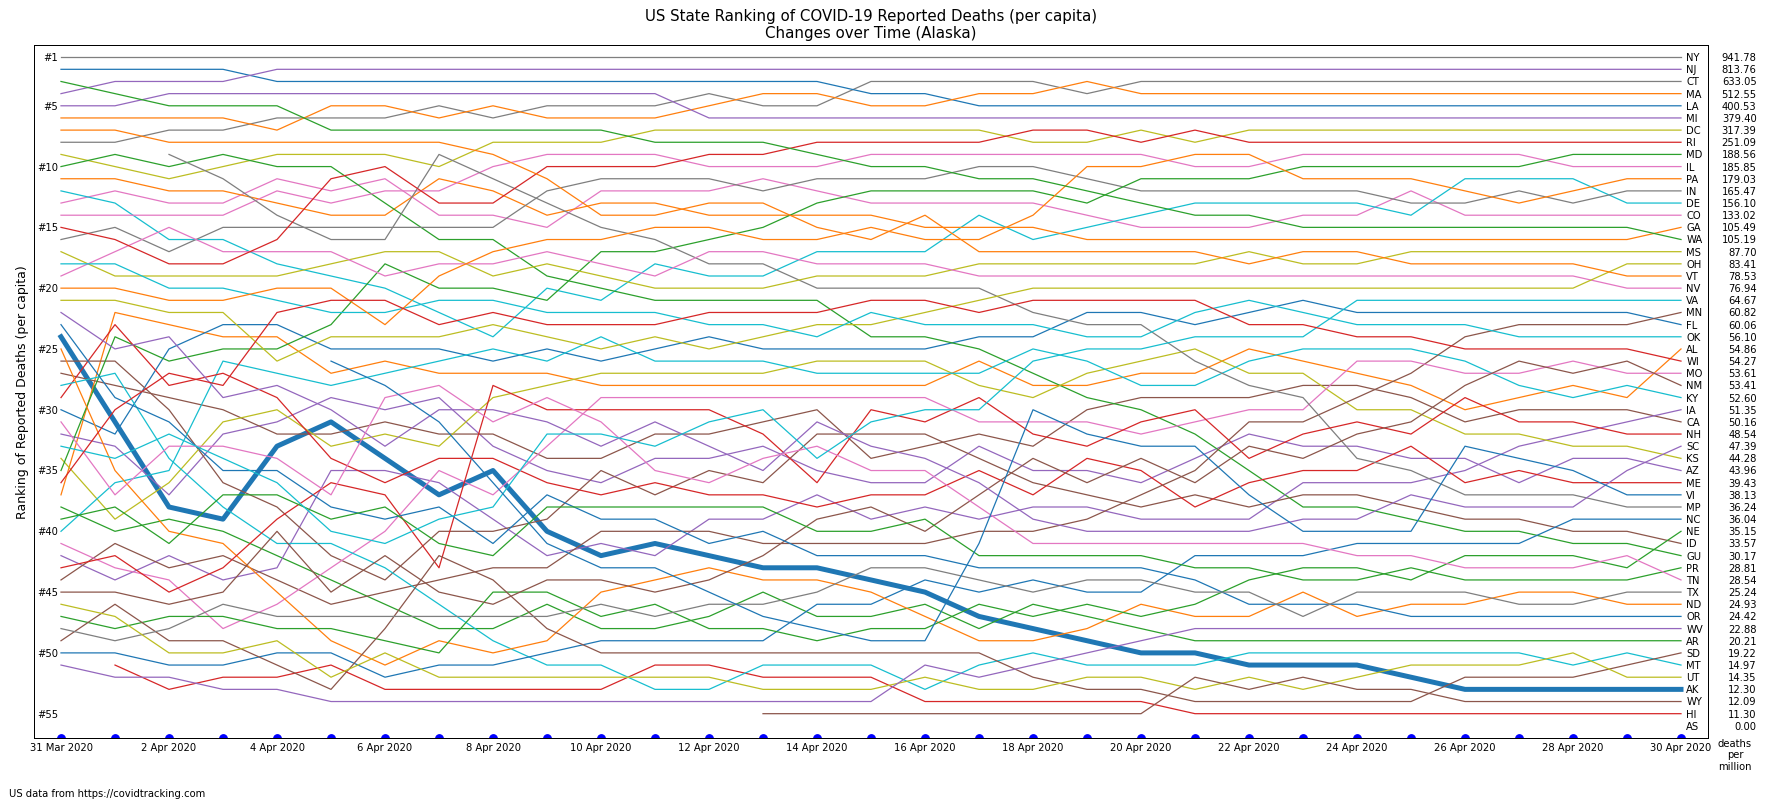 US State Ranking of COVID-19 Reported Deaths (per capita)
Changes over Time (Alaska)
Ranking of Reported Deaths (per capita)
#1
#5
#10
#15
#20
#25
#30
#35
#40
#45
#50
#55
NY 941.78
NJ 813.76
CT 633.05
MA 512.55
LA 400.53
MI 379.40
DC 317.39
RI 251.09
MD 188.56
IL 185.85
PA 179.03
IN 165.47
DE 156.10
CO 133.02
GA 105.49
WA 105.19
MS 87.70
OH 83.41
VT 78.53
NV 76.94
VA 64.67
MN 60.82
FL 60.06
OK 56.10
AL 54.86
WI 54.27
MO 53.61
NM 53.41
KY 52.60
IA 51.35
CA 50.16
NH 48.54
SC 47.39
KS 44.28
AZ 43.96
ME 39.43
VI 38.13
MP 36.24
NC 36.04
NE 35.15
ID 33.57
GU 30.17
PR 28.81
TN 28.54
TX 25.24
ND 24.93
OR 24.42
WV 22.88
AR 20.21
SD 19.22
MT 14.97
UT 14.35
AK 12.30
WY 12.09
HI 11.30
AS 0.00
31 Mar 2020 2 Apr 2020 4 Apr 2020 6 Apr 2020 8 Apr 2020 10 Apr 2020 12 Apr 2020 14 Apr 2020 16 Apr 2020 18 Apr 2020 20 Apr 2020 22 Apr 2020 24 Apr 2020 26 Apr 2020 28 Apr 2020 30 Apr 2020
deaths
per
million
US data from https://covidtracking.com